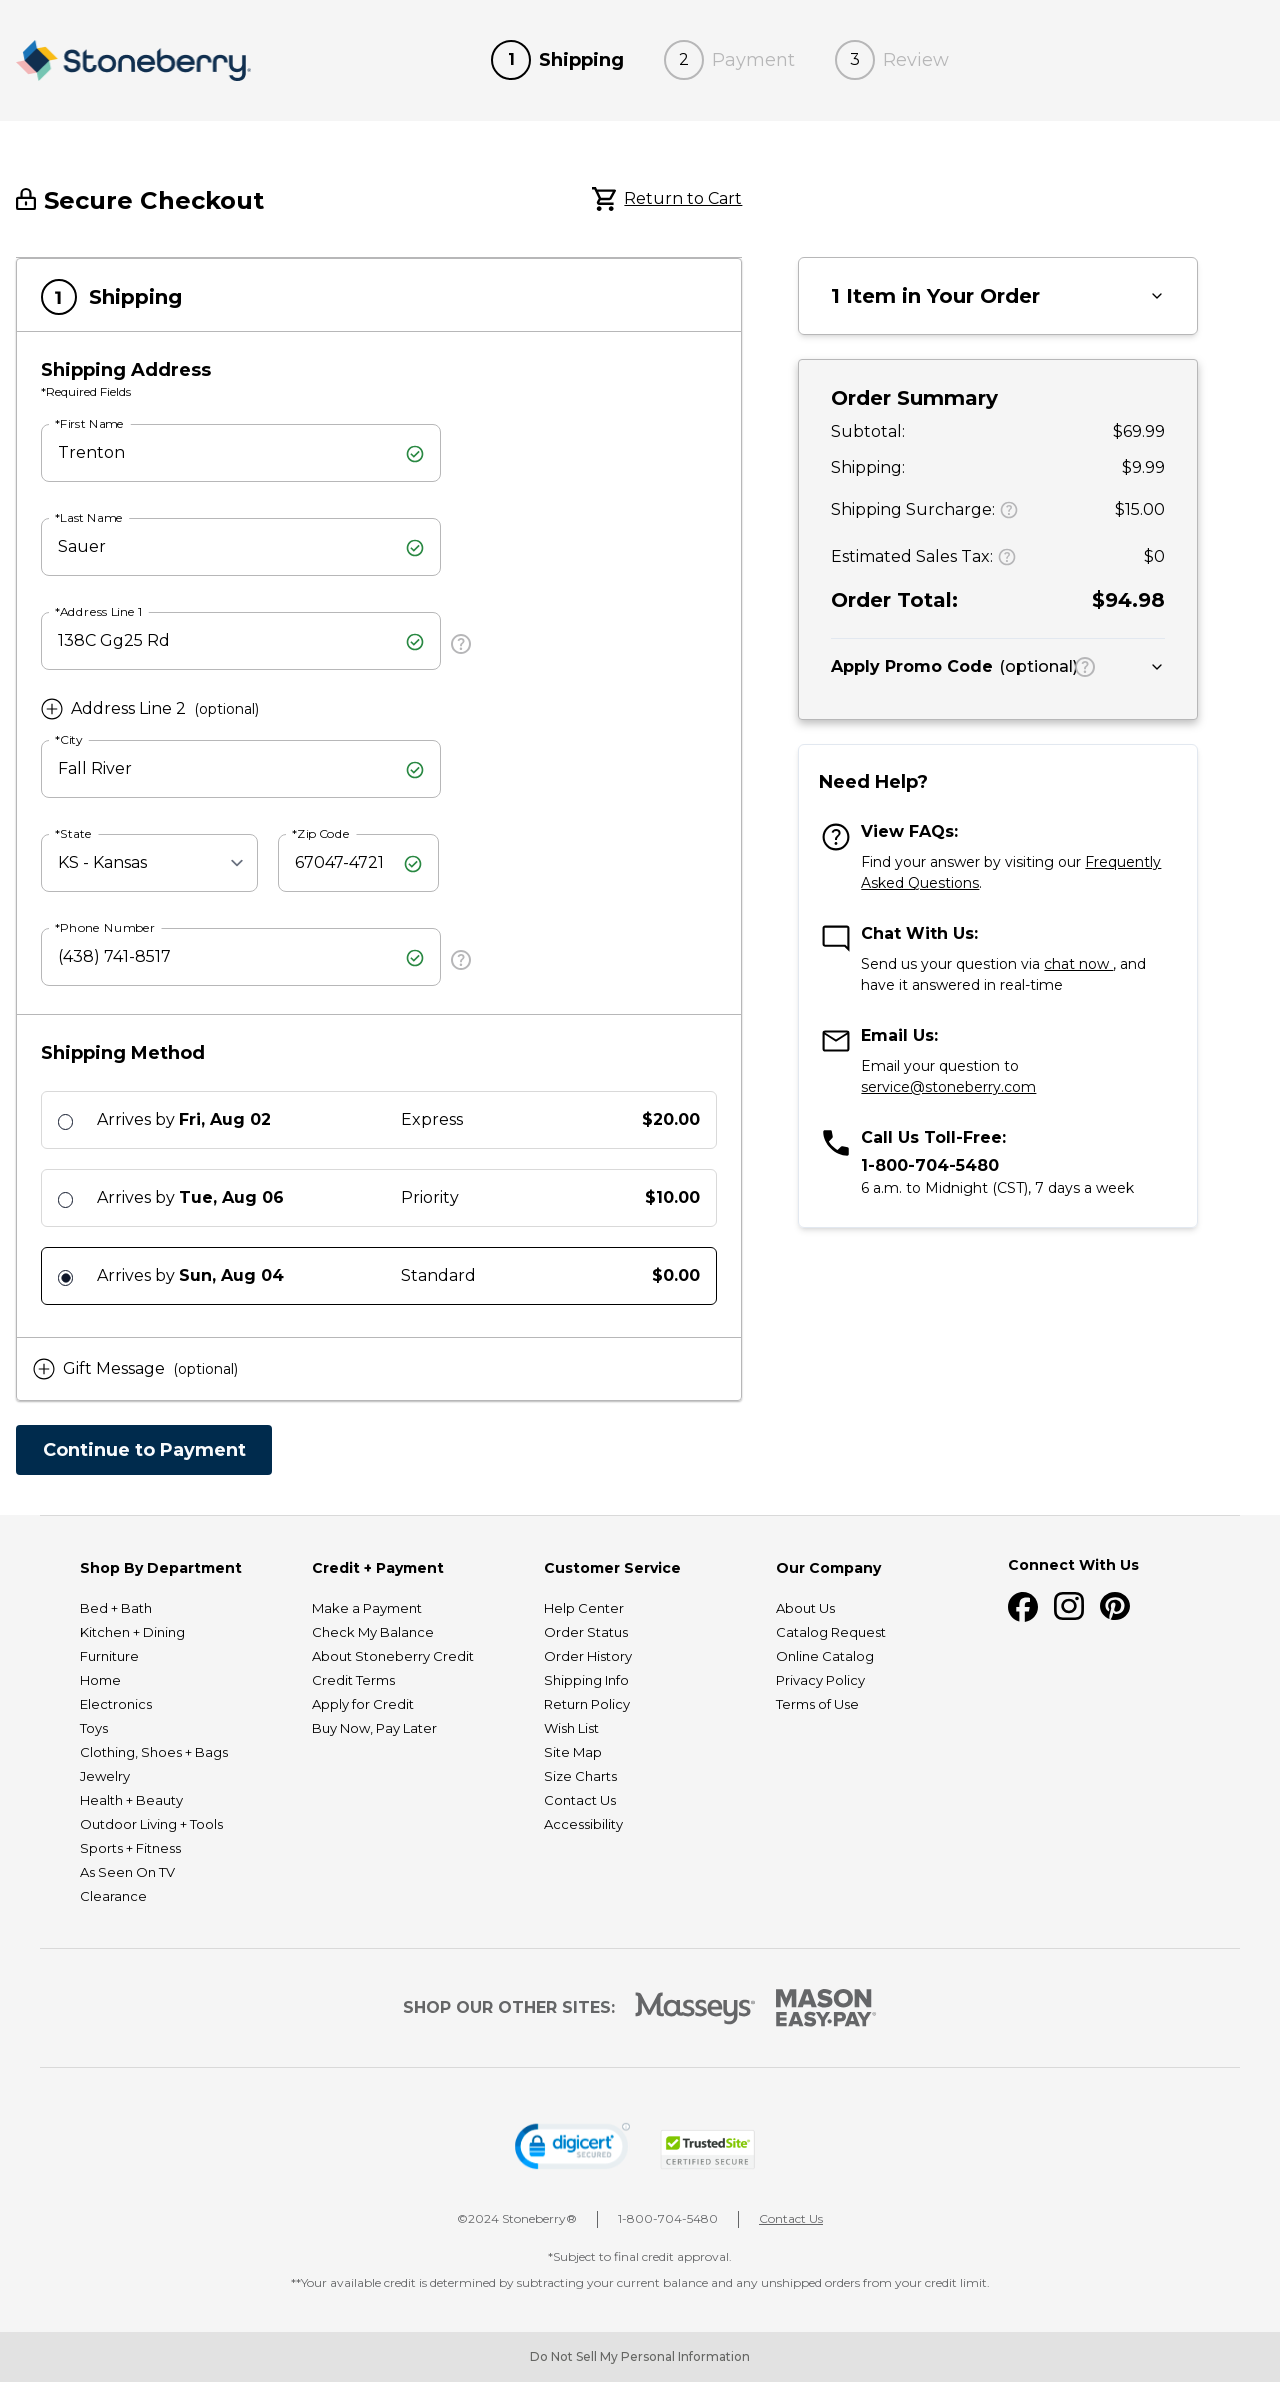 Stoneberry®
1 Shipping
2 Payment
3 Review
Secure Checkout
Return to Cart
1 Shipping
Shipping Address
*Required Fields
*First Name
Trenton
*Last Name
Sauer
*Address Line 1
138C Gg25 Rd
Address Line 2 (optional)
*City
Fall River
*State
KS - Kansas
*Zip Code
67047-4721
*Phone Number
(438) 741-8517
Shipping Method
Arrives by Fri, Aug 02 Express $20.00
Arrives by Tue, Aug 06 Priority $10.00
Arrives by Sun, Aug 04 Standard $0.00
Gift Message (optional)
Continue to Payment
1 Item in Your Order
Order Summary
Subtotal: $69.99
Shipping: $9.99
Shipping Surcharge: $15.00
Estimated Sales Tax: $0
Order Total: $94.98
Apply Promo Code (optional)
Need Help?
View FAQs:
Find your answer by visiting our Frequently
Asked Questions.
Chat With Us:
Send us your question via chat now , and
have it answered in real-time
Email Us:
Email your question to
service@stoneberry.com
Call Us Toll-Free:
1-800-704-5480
6 a.m. to Midnight (CST), 7 days a week
Shop By Department
Bed + Bath
Kitchen + Dining
Furniture
Home
Electronics
Toys
Clothing, Shoes + Bags
Jewelry
Health + Beauty
Outdoor Living + Tools
Sports + Fitness
As Seen On TV
Clearance
Credit + Payment
Make a Payment
Check My Balance
About Stoneberry Credit
Credit Terms
Apply for Credit
Buy Now, Pay Later
Customer Service
Help Center
Order Status
Order History
Shipping Info
Return Policy
Wish List
Site Map
Size Charts
Contact Us
Accessibility
Our Company
About Us
Catalog Request
Online Catalog
Privacy Policy
Terms of Use
Connect With Us
SHOP OUR OTHER SITES:
Masseys®
MASON
EASY•PAY®
digicert®
SECURED
TrustedSite®
CERTIFIED SECURE
©2024 Stoneberry®
1-800-704-5480
Contact Us
*Subject to final credit approval.
**Your available credit is determined by subtracting your current balance and any unshipped orders from your credit limit.
Do Not Sell My Personal Information